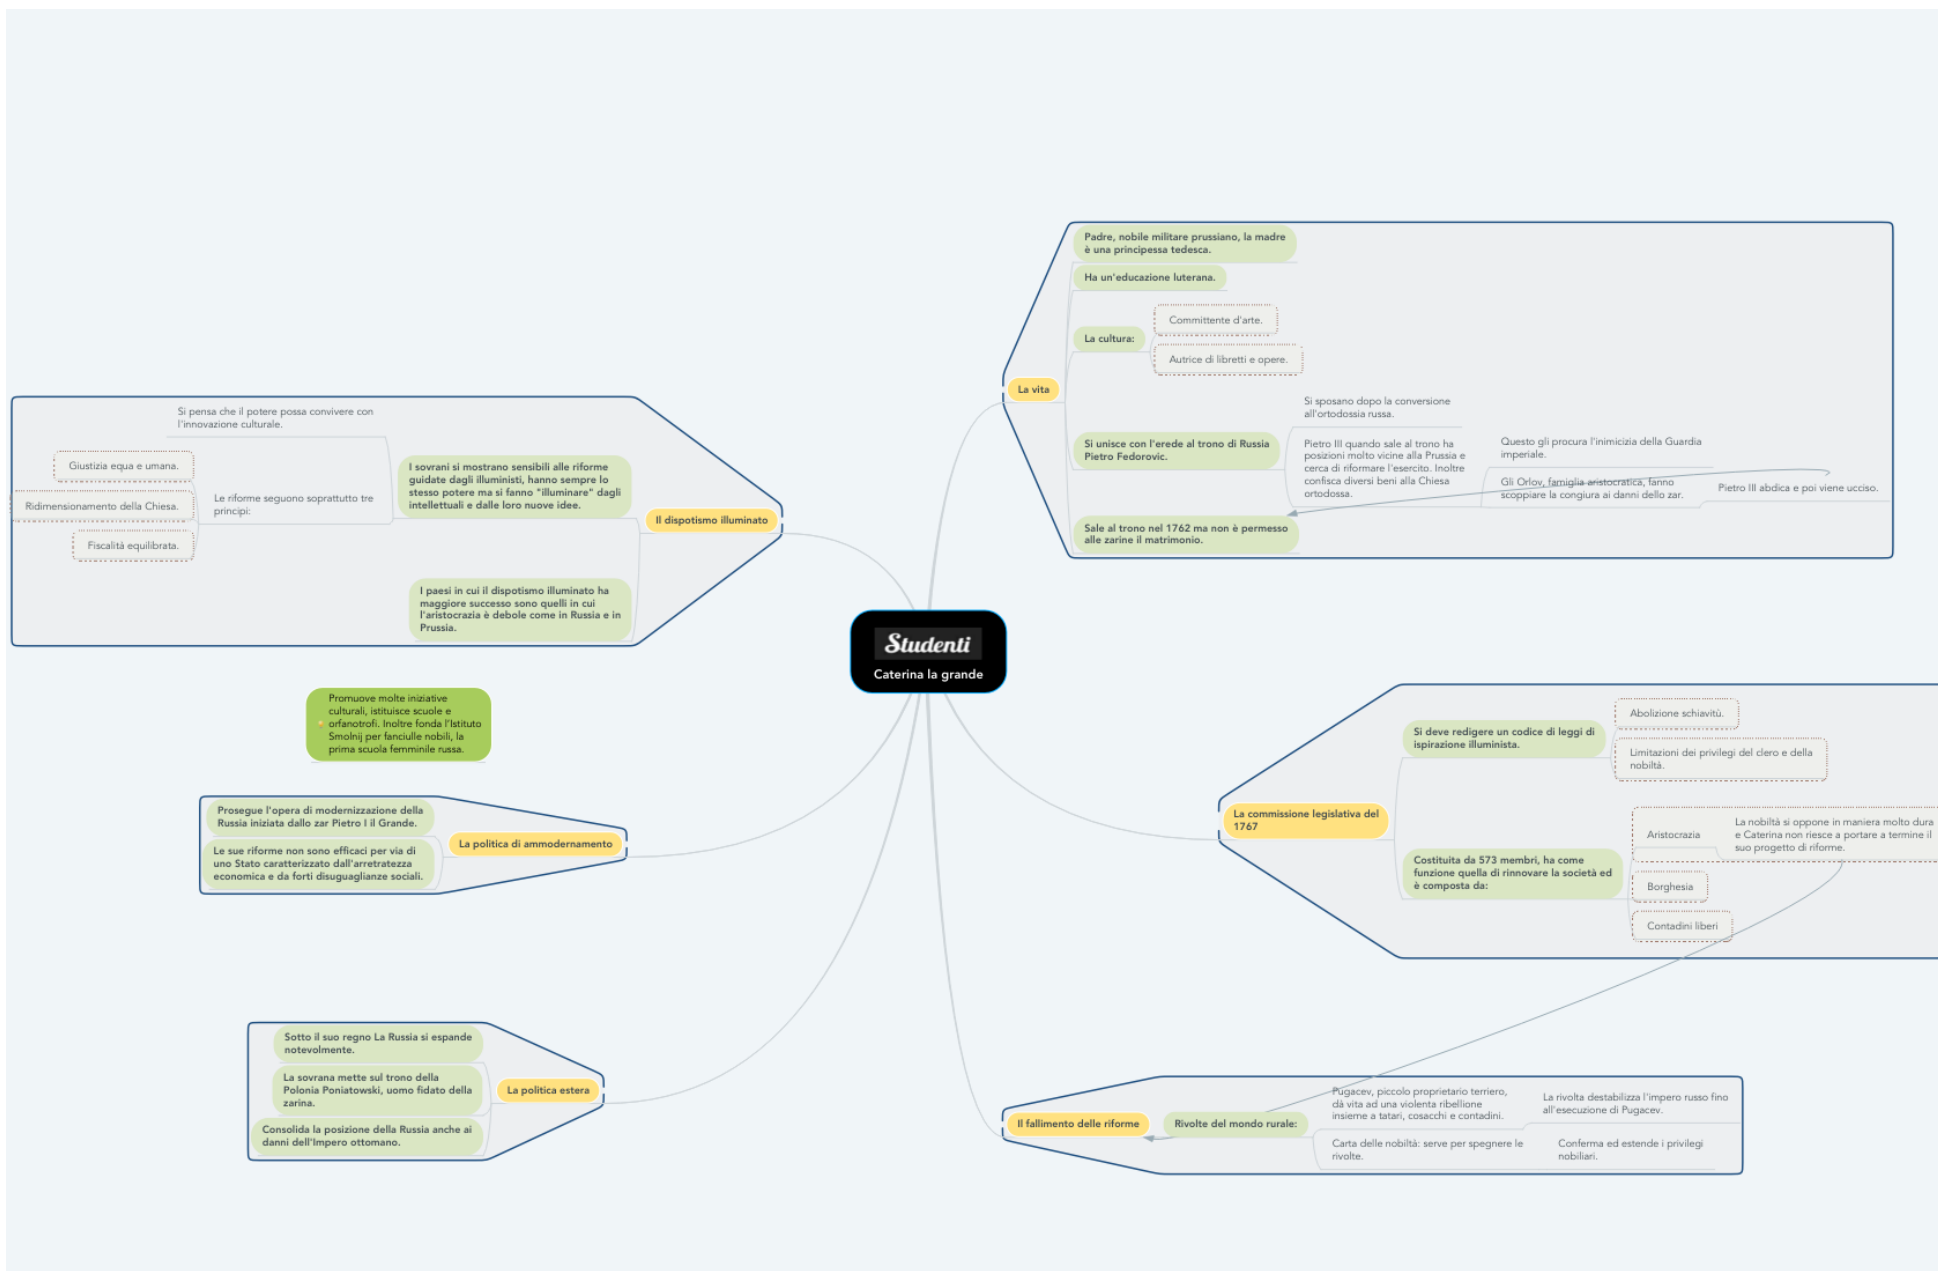 Studenti
Caterina la grande
La vita
Padre, nobile militare prussiano, la madre
è una principessa tedesca.
Ha un'educazione luterana.
La cultura:
Committente d'arte.
Autrice di libretti e opere.
Si unisce con l'erede al trono di Russia
Pietro Fedorovic.
Si sposano dopo la conversione
all'ortodossia russa.
Pietro III quando sale al trono ha
posizioni molto vicine alla Prussia e
cerca di riformare l'esercito. Inoltre
confisca diversi beni alla Chiesa
ortodossa.
Questo gli procura l'inimicizia della Guardia
imperiale.
Gli Orlov, famiglia aristocratica, fanno
scoppiare la congiura ai danni dello zar.
Pietro III abdica e poi viene ucciso.
Sale al trono nel 1762 ma non è permesso
alle zarine il matrimonio.
La commissione legislativa del
1767
Si deve redigere un codice di leggi di
ispirazione illuminista.
Abolizione schiavitù.
Limitazioni dei privilegi del clero e della
nobiltà.
Costituita da 573 membri, ha come
funzione quella di rinnovare la società ed
è composta da:
Aristocrazia
La nobiltà si oppone in maniera molto dura
e Caterina non riesce a portare a termine il
suo progetto di riforme.
Borghesia
Contadini liberi
Il fallimento delle riforme
Rivolte del mondo rurale:
Pugacev, piccolo proprietario terriero,
dà vita ad una violenta ribellione
insieme a tatari, cosacchi e contadini.
La rivolta destabilizza l'impero russo fino
all'esecuzione di Pugacev.
Carta delle nobiltà: serve per spegnere le
rivolte.
Conferma ed estende i privilegi
nobiliari.
Il dispotismo illuminato
I sovrani si mostrano sensibili alle riforme
guidate dagli illuministi, hanno sempre lo
stesso potere ma si fanno "illuminare" dagli
intellettuali e dalle loro nuove idee.
Si pensa che il potere possa convivere con
l'innovazione culturale.
Le riforme seguono soprattutto tre
principi:
Giustizia equa e umana.
Ridimensionamento della Chiesa.
Fiscalità equilibrata.
I paesi in cui il dispotismo illuminato ha
maggiore successo sono quelli in cui
l'aristocrazia è debole come in Russia e in
Prussia.
Promuove molte iniziative
culturali, istituisce scuole e
orfanotrofi. Inoltre fonda l'Istituto
Smolnij per fanciulle nobili, la
prima scuola femminile russa.
La politica di ammodernamento
Prosegue l'opera di modernizzazione della
Russia iniziata dallo zar Pietro I il Grande.
Le sue riforme non sono efficaci per via di
uno Stato caratterizzato dall'arretratezza
economica e da forti disuguaglianze sociali.
La politica estera
Sotto il suo regno La Russia si espande
notevolmente.
La sovrana mette sul trono della
Polonia Poniatowski, uomo fidato della
zarina.
Consolida la posizione della Russia anche ai
danni dell'Impero ottomano.